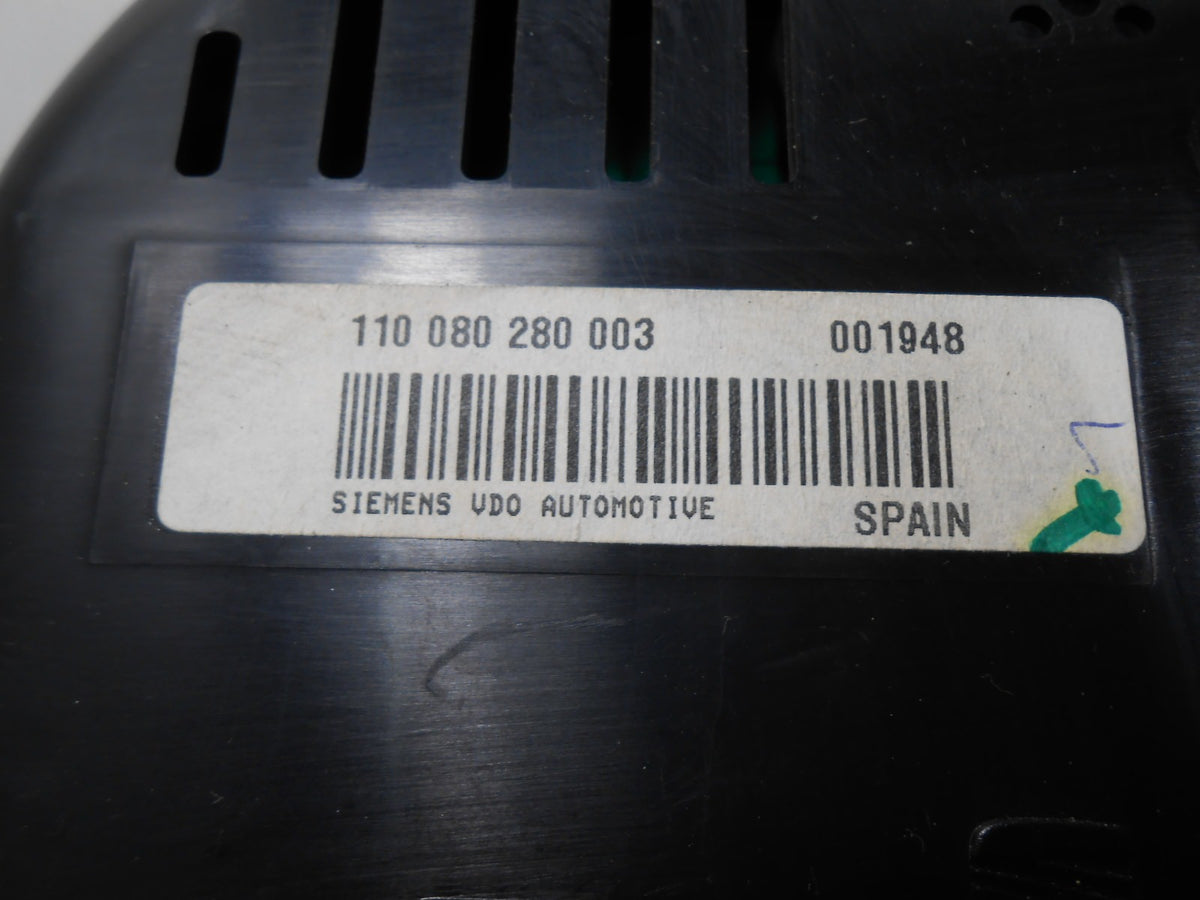 110 080 280 003 001948
SIEMENS VDO AUTOMOTIVE
SPAIN